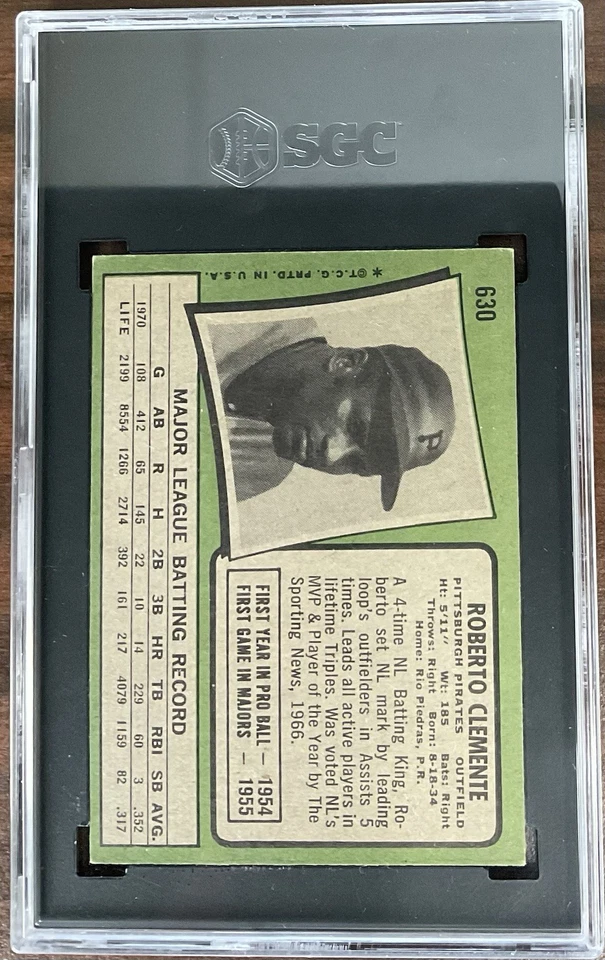 SGC
630
ROBERTO CLEMENTE
PITTSBURGH PIRATES OUTFIELD
Ht: 5'11" Wt: 185 Bats: Right
Throws: Right Born: 8-18-34
Home: Rio Piedras, P.R.
A 4-time NL Batting King, Ro-
berto set NL mark by leading
loop's outfielders in Assists 5
times. Leads all active players in
lifetime Triples. Was voted NL's
MVP & Player of the Year by The
Sporting News, 1966.
FIRST YEAR IN PRO BALL — 1954
FIRST GAME IN MAJORS — 1955
P
MAJOR LEAGUE BATTING RECORD
G AB R H 2B 3B HR TB RBI SB AVG.
1970 108 412 65 145 22 10 14 229 60 3 .352
LIFE 2199 8554 1266 2714 392 161 217 4079 1159 82 .317
* ©T.C.G. PRTD. IN U.S.A.